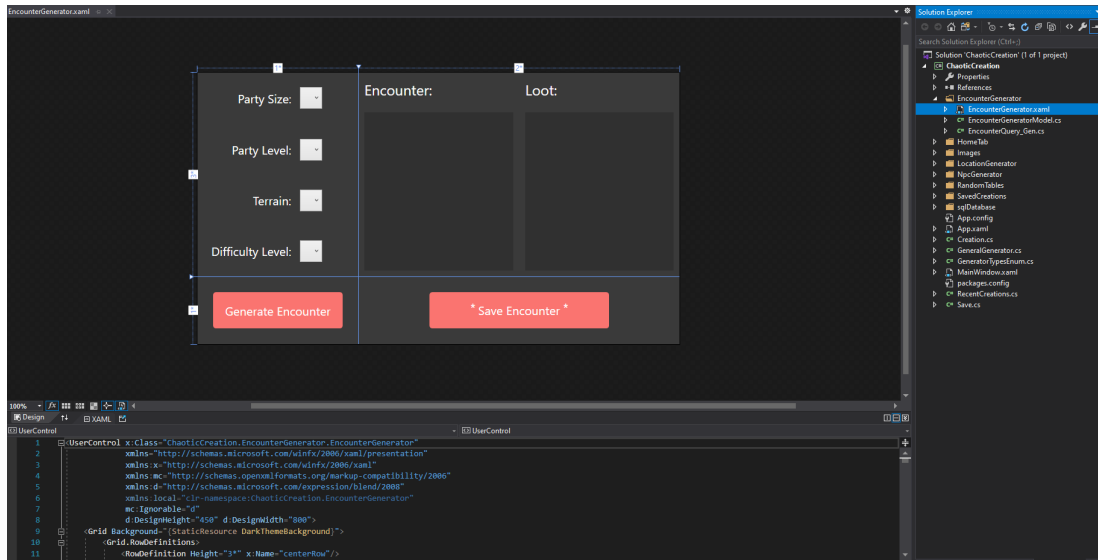 EncounterGenerator.xaml
Solution Explorer
Search Solution Explorer (Ctrl+;)
Solution 'ChaoticCreation' (1 of 1 project)
ChaoticCreation
Properties
References
EncounterGenerator
EncounterGenerator.xaml
EncounterGeneratorModel.cs
EncounterQuery_Gen.cs
HomeTab
Images
LocationGenerator
NpcGenerator
RandomTables
SavedCreations
sqlDatabase
App.config
App.xaml
Creation.cs
GeneralGenerator.cs
GeneratorTypesEnum.cs
MainWindow.xaml
packages.config
RecentCreations.cs
Save.cs
1*
2*
Party Size:
Encounter:
Loot:
Party Level:
Terrain:
Difficulty Level:
Generate Encounter
* Save Encounter *
100%
fx
Design
XAML
UserControl
UserControl
1 <UserControl x:Class="ChaoticCreation.EncounterGenerator.EncounterGenerator"
2 xmlns="http://schemas.microsoft.com/winfx/2006/xaml/presentation"
3 xmlns:x="http://schemas.microsoft.com/winfx/2006/xaml"
4 xmlns:mc="http://schemas.openxmlformats.org/markup-compatibility/2006"
5 xmlns:d="http://schemas.microsoft.com/expression/blend/2008"
6 xmlns:local="clr-namespace:ChaoticCreation.EncounterGenerator"
7 mc:Ignorable="d"
8 d:DesignHeight="450" d:DesignWidth="800">
9 <Grid Background="{StaticResource DarkThemeBackground}">
10 <Grid.RowDefinitions>
11 <RowDefinition Height="3*" x:Name="centerRow"/>